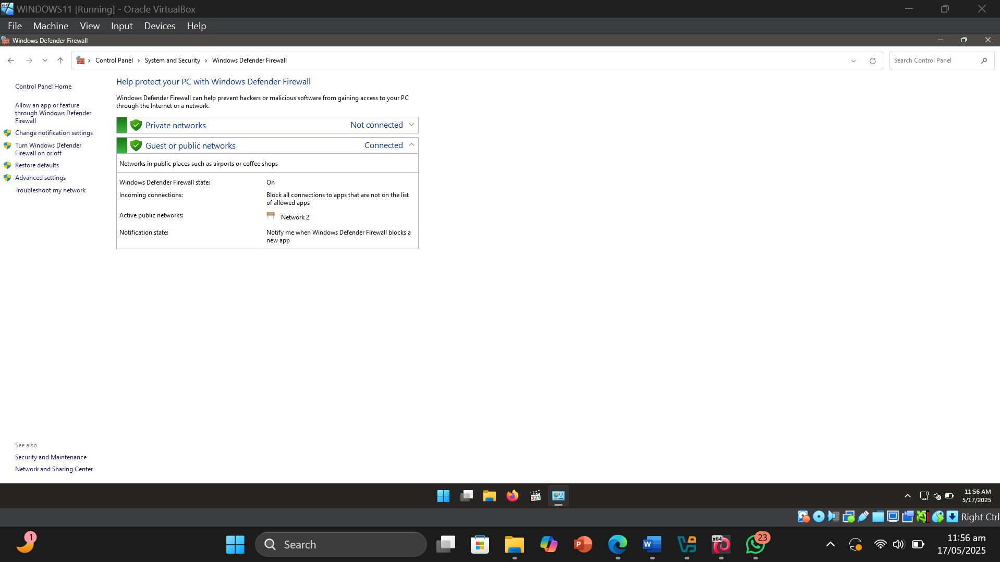 WINDOWS11 [Running] - Oracle VirtualBox
File Machine View Input Devices Help
Windows Defender Firewall
Control Panel > System and Security > Windows Defender Firewall
Search Control Panel
Control Panel Home
Allow an app or feature
through Windows Defender
Firewall
Change notification settings
Turn Windows Defender
Firewall on or off
Restore defaults
Advanced settings
Troubleshoot my network
Help protect your PC with Windows Defender Firewall
Windows Defender Firewall can help prevent hackers or malicious software from gaining access to your PC
through the Internet or a network.
Private networks Not connected
Guest or public networks Connected
Networks in public places such as airports or coffee shops
Windows Defender Firewall state: On
Incoming connections: Block all connections to apps that are not on the list
of allowed apps
Active public networks: Network 2
Notification state: Notify me when Windows Defender Firewall blocks a
new app
See also
Security and Maintenance
Network and Sharing Center
321
11:56 AM
5/17/2025
Right Ctrl
1
Search
P
W
x64
23
11:56 am
17/05/2025